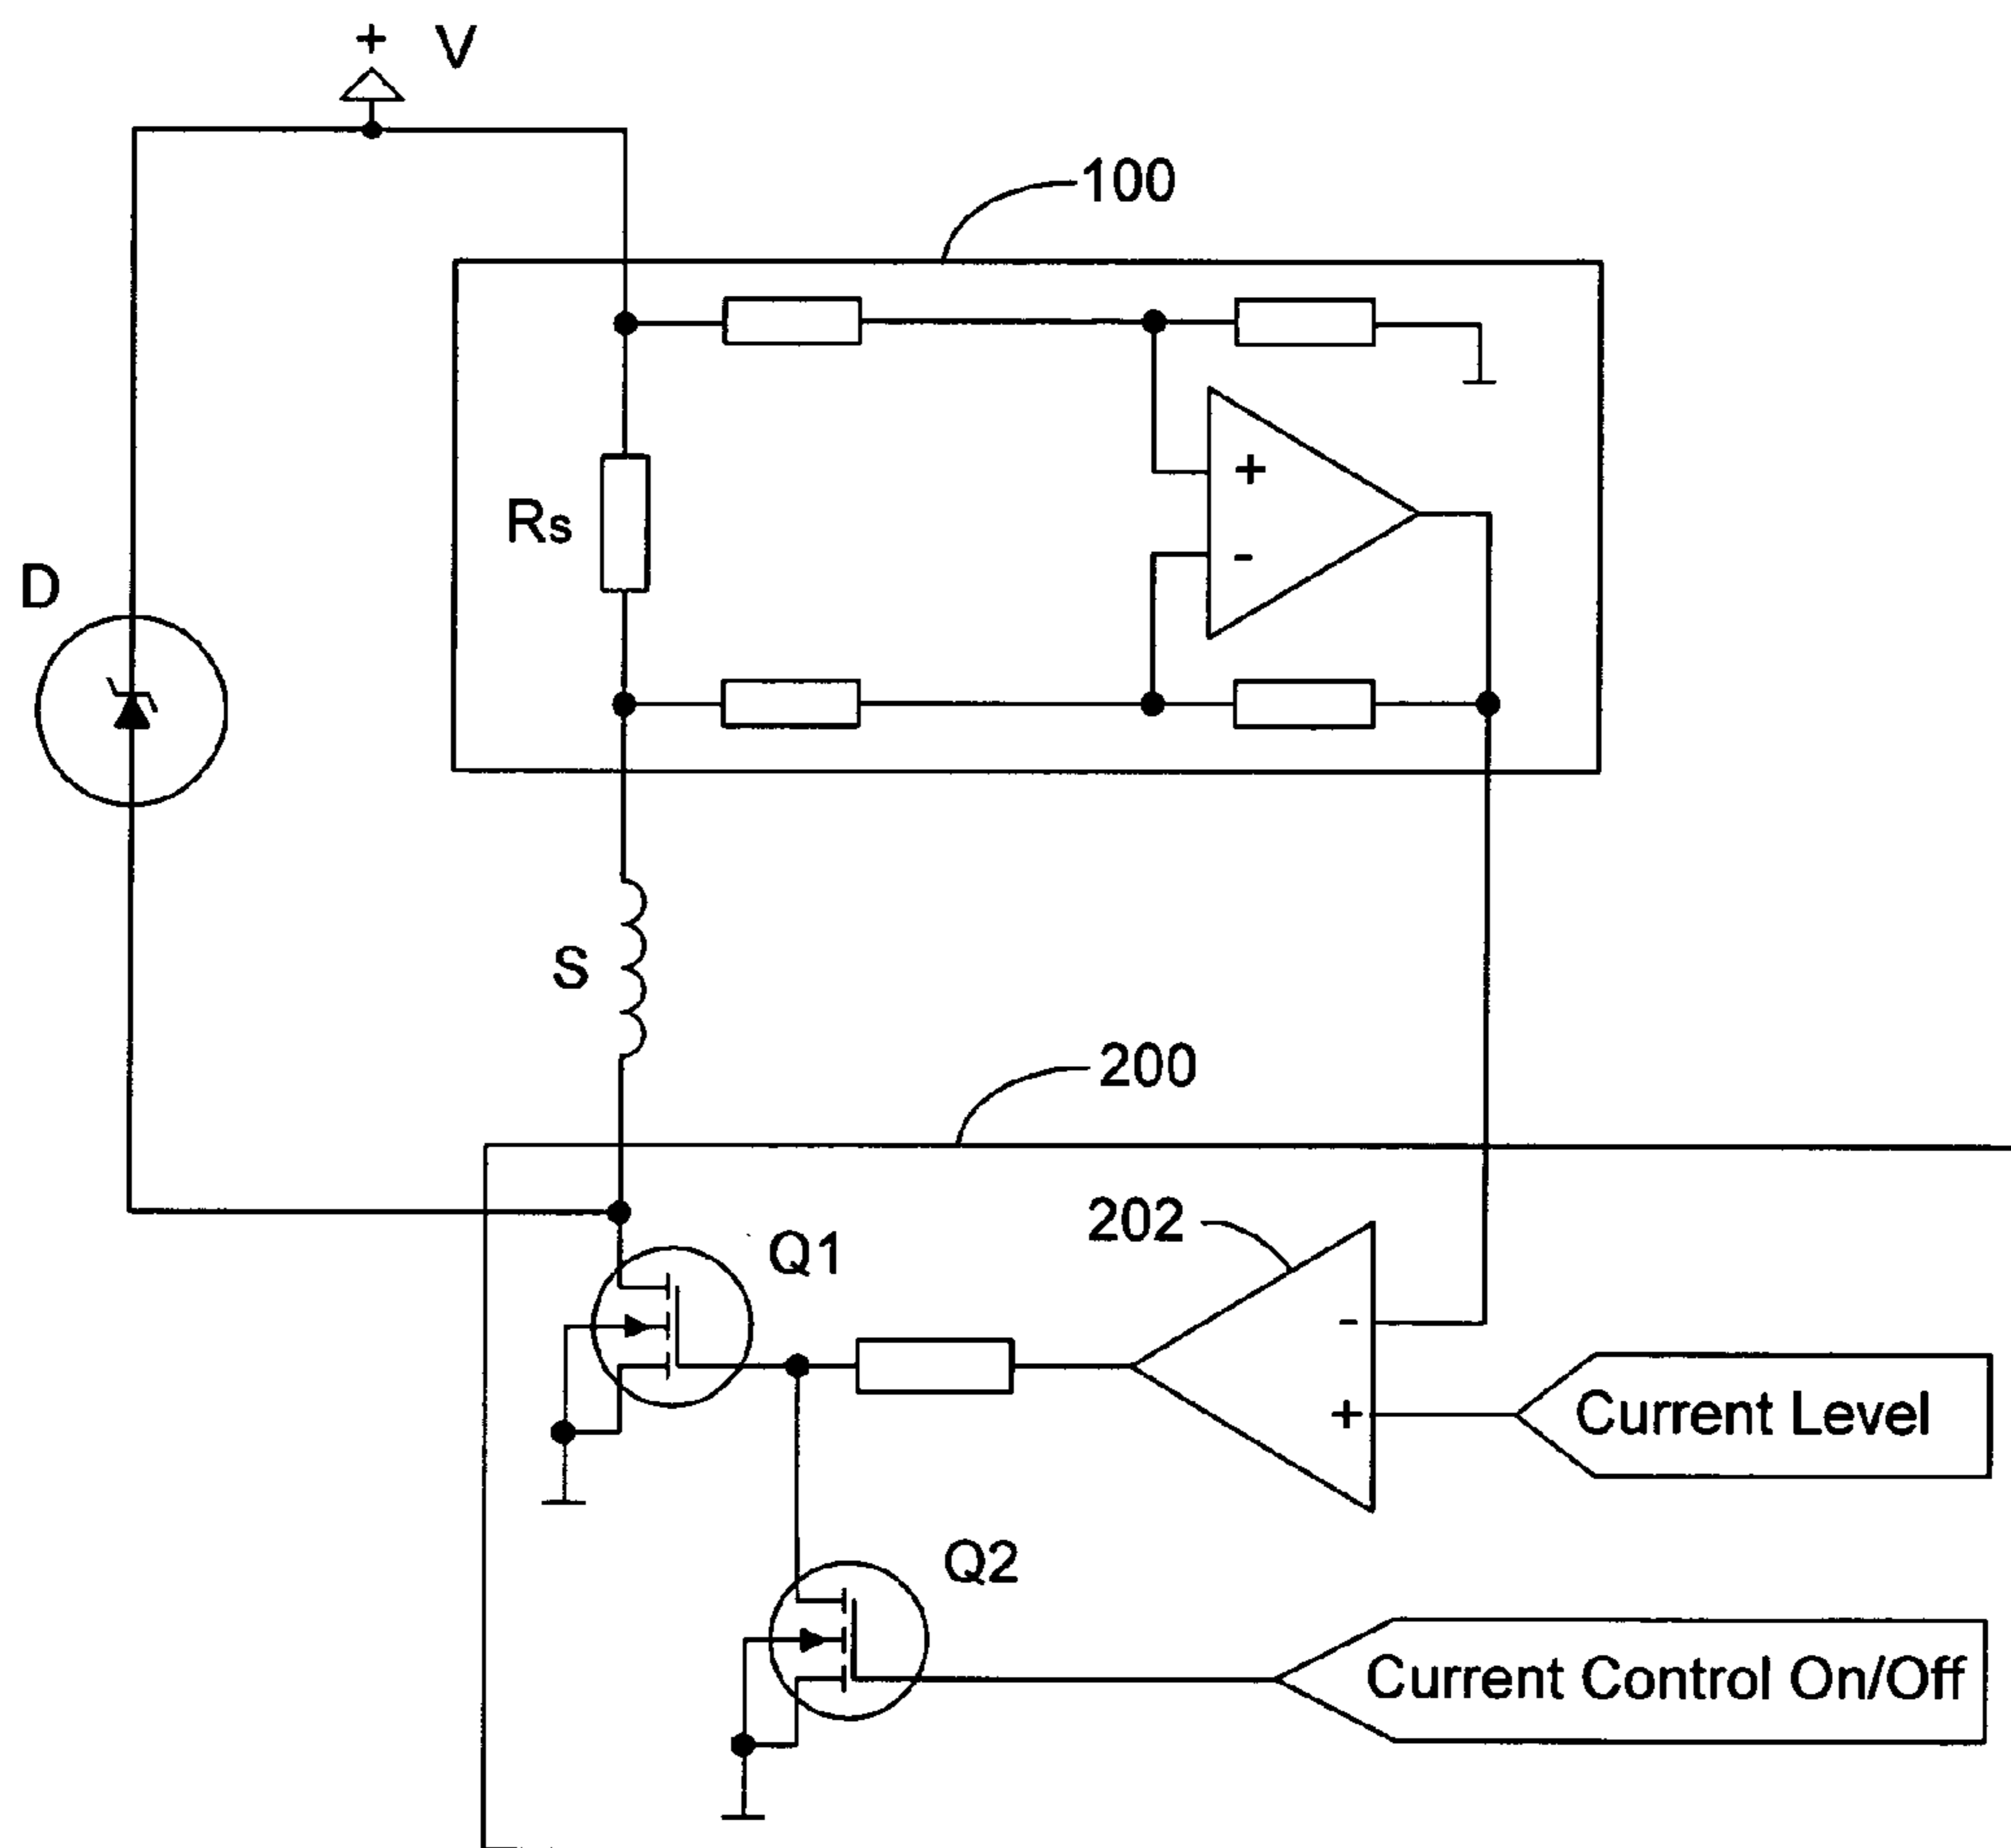 + V
100
+
Rs
-
D
S
200
202
Q1
-
+
Current Level
Q2
Current Control On/Off